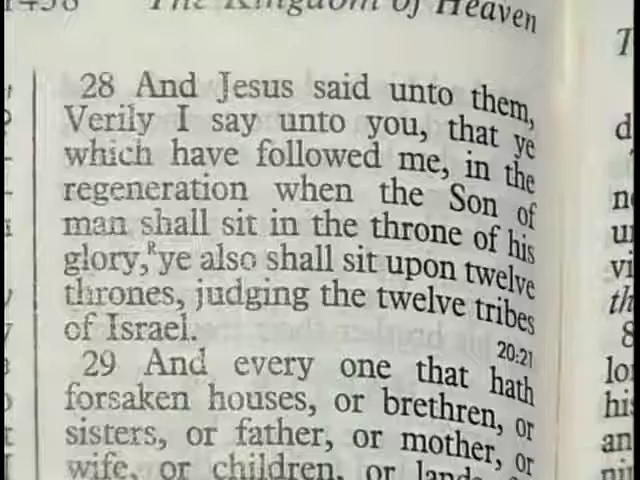 The Kingdom of Heaven
28 And Jesus said unto them,
Verily I say unto you, that ye
which have followed me, in the
regeneration when the Son of
man shall sit in the throne of his
glory,ᴿye also shall sit upon twelve
thrones, judging the twelve tribes
of Israel.
20:21
29 And every one that hath
forsaken houses, or brethren, or
sisters, or father, or mother, or
wife, or children, or lands